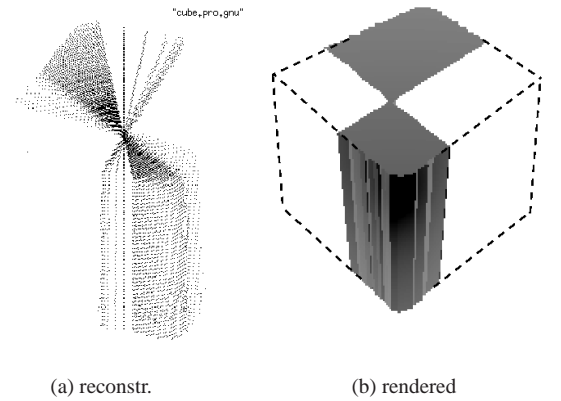 "cube.pro.gnu"
(a) reconstr.
(b) rendered